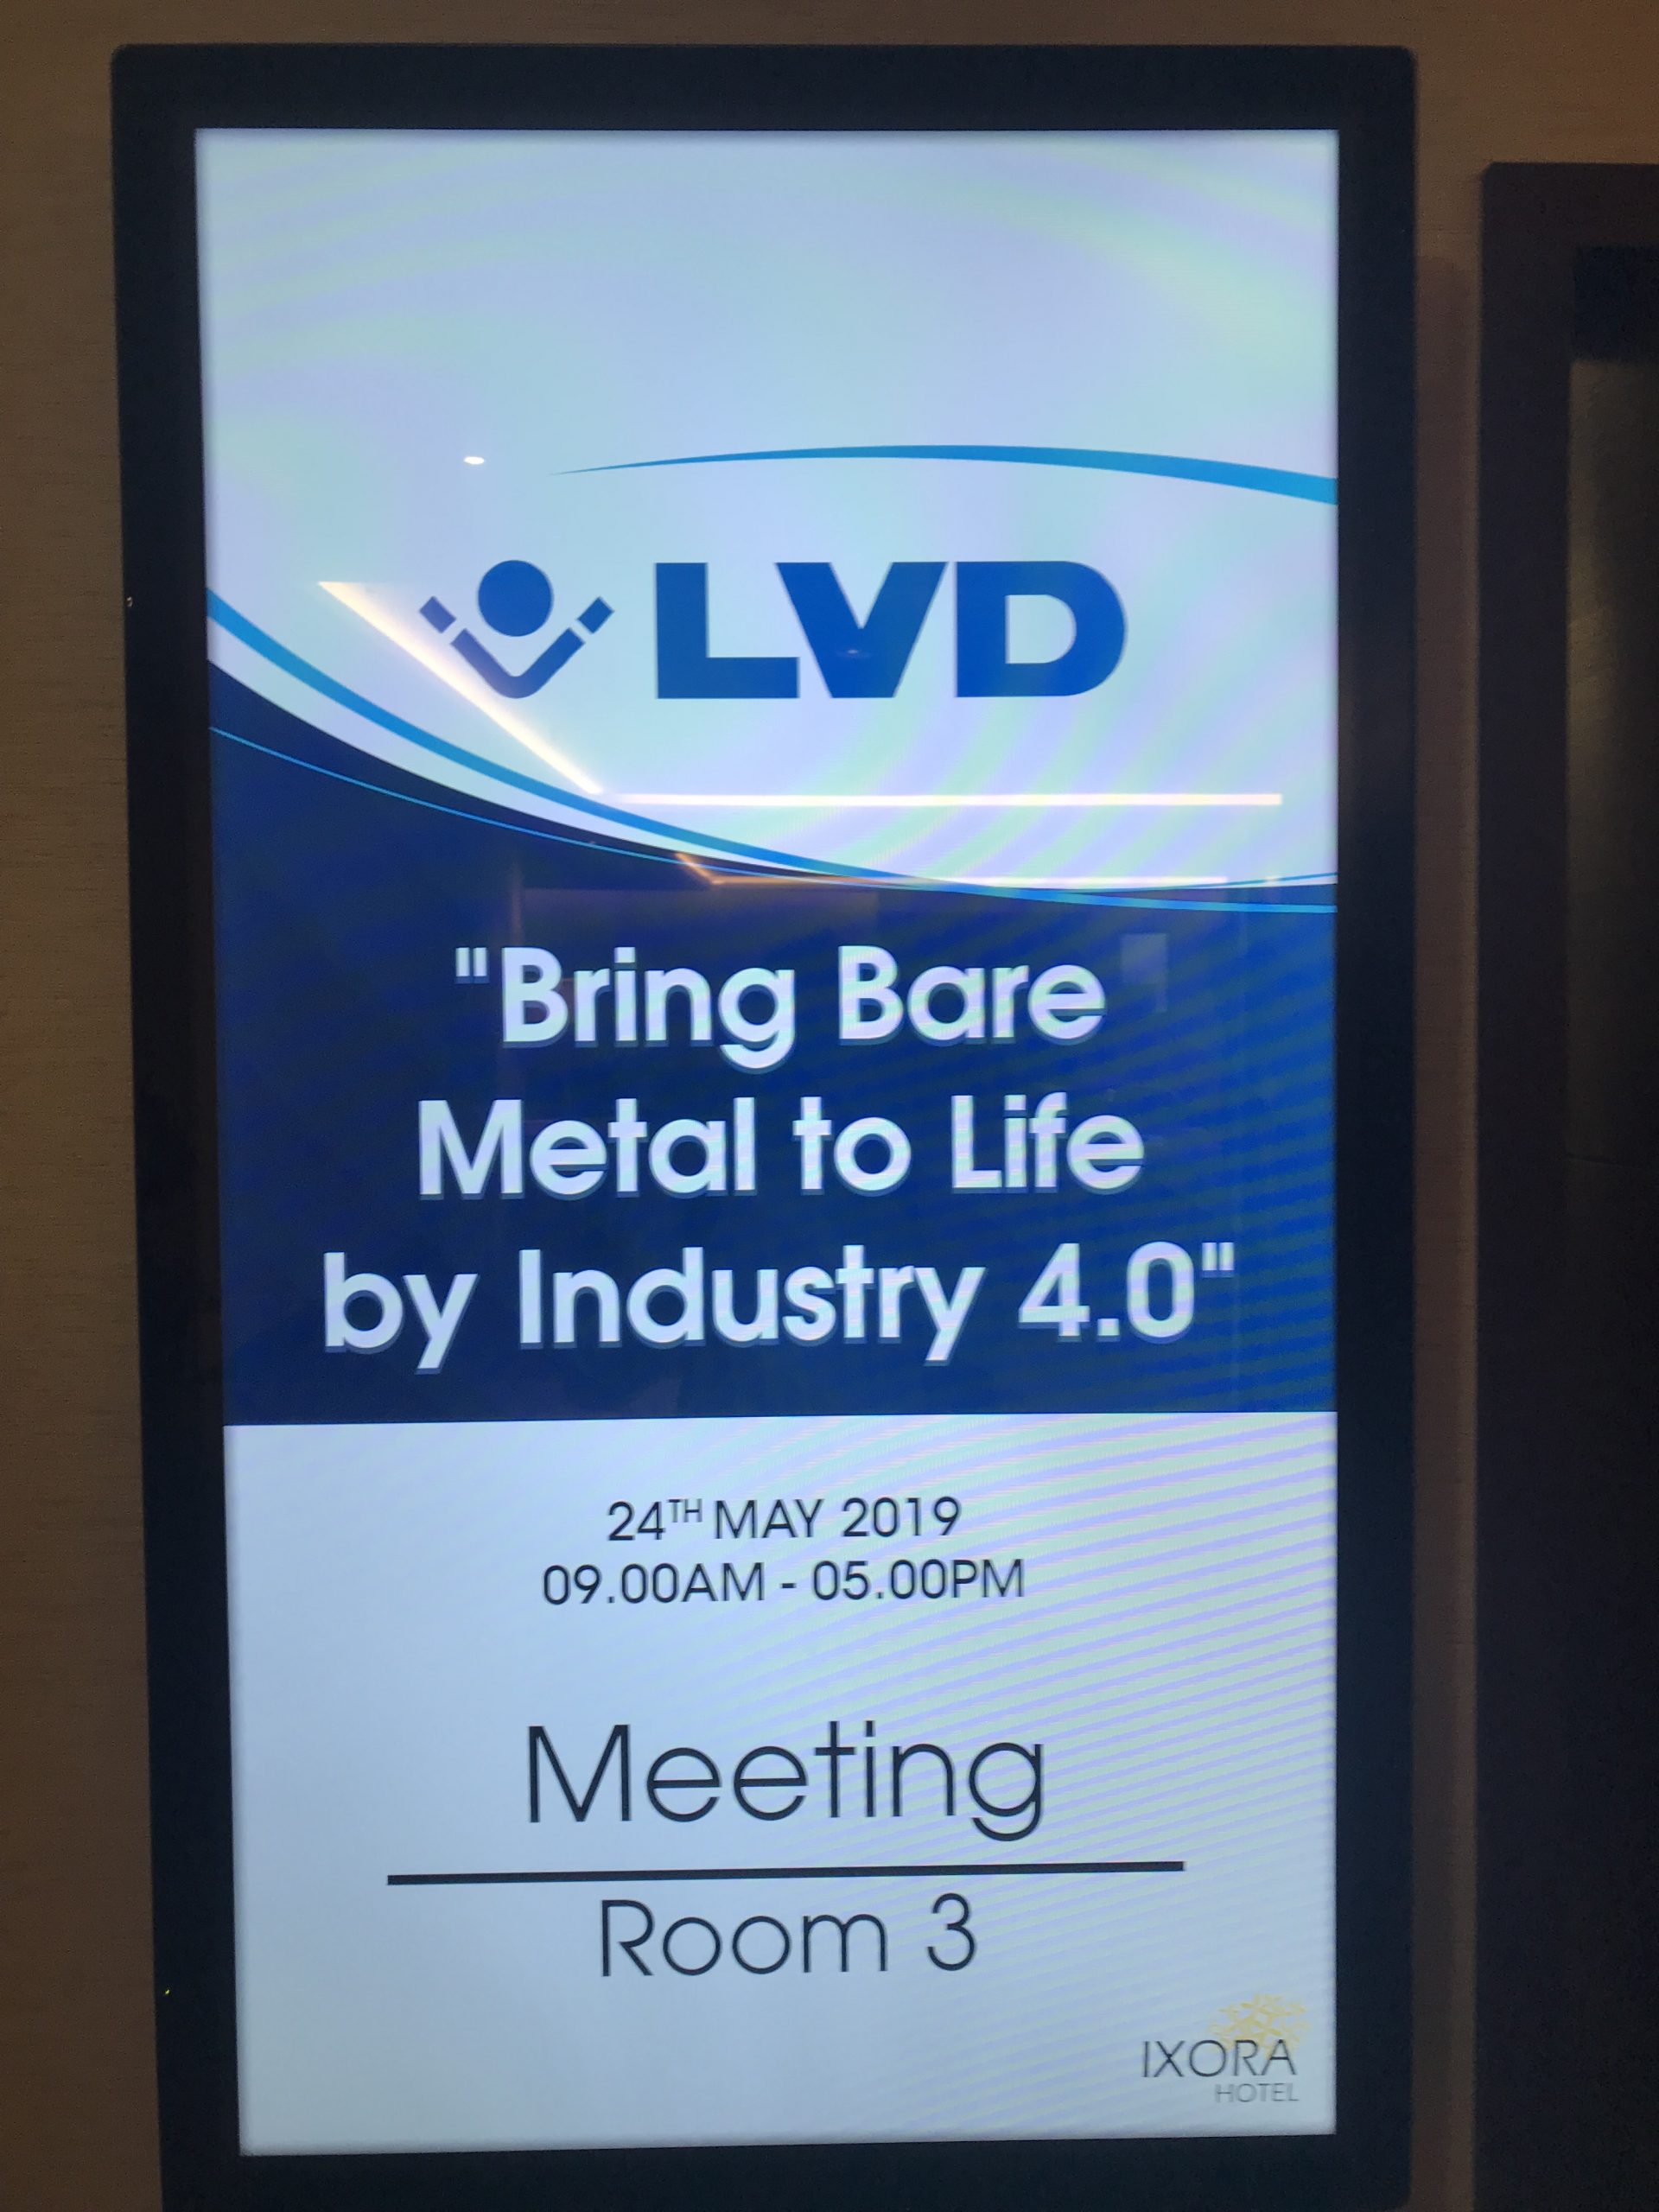 LVD
"Bring Bare
Metal to Life
by Industry 4.0"
24TH MAY 2019
09.00AM - 05.00PM
Meeting
Room 3
IXORA
HOTEL